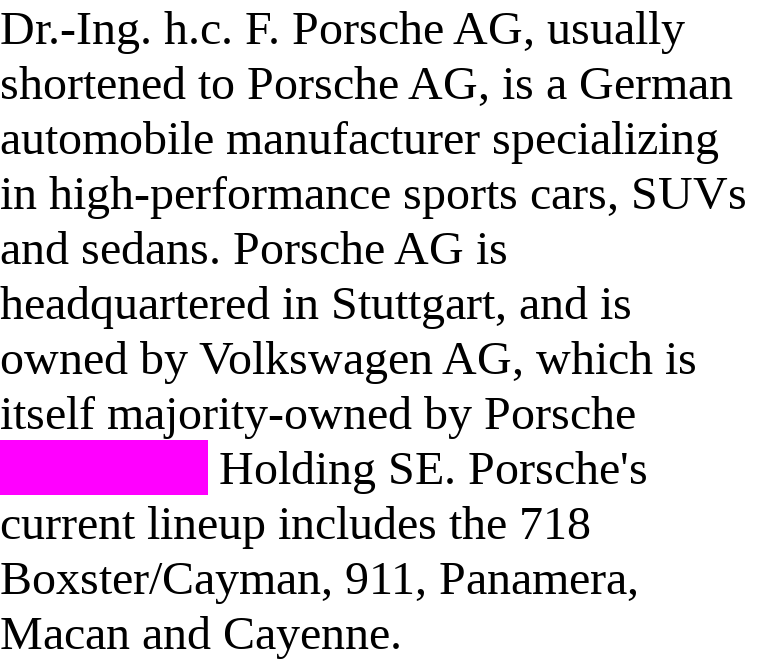 Dr.-Ing. h.c. F. Porsche AG, usually
shortened to Porsche AG, is a German
automobile manufacturer specializing
in high-performance sports cars, SUVs
and sedans. Porsche AG is
headquartered in Stuttgart, and is
owned by Volkswagen AG, which is
itself majority-owned by Porsche
Holding SE. Porsche's
current lineup includes the 718
Boxster/Cayman, 911, Panamera,
Macan and Cayenne.